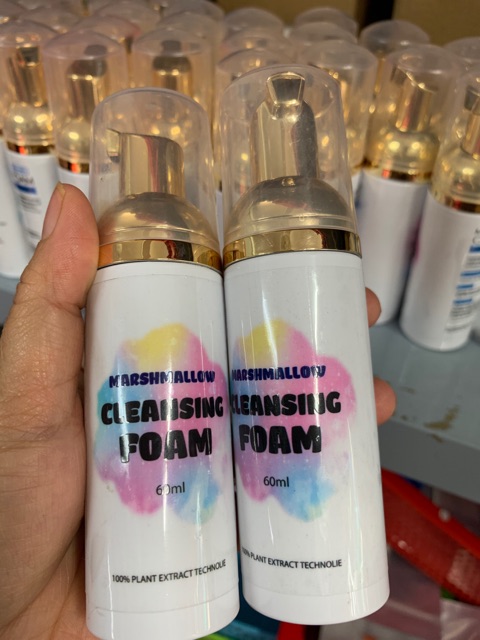 MARSHMALLOW
CLEANSING
FOAM
60ml
100% PLANT EXTRACT TECHNOLIE
MARSHMALLOW
CLEANSING
FOAM
60ml
100% PLANT EXTRACT TECHNOLIE